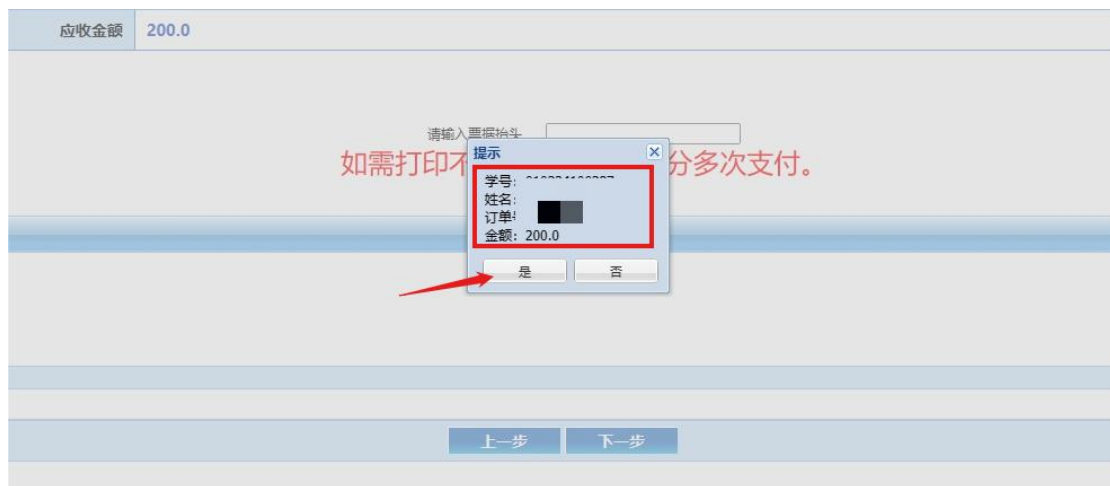 应收金额 200.0
请输入票据抬头
如需打印不 分多次支付。
提示
学号:
姓名:
订单
金额: 200.0
是 否
上一步 下一步